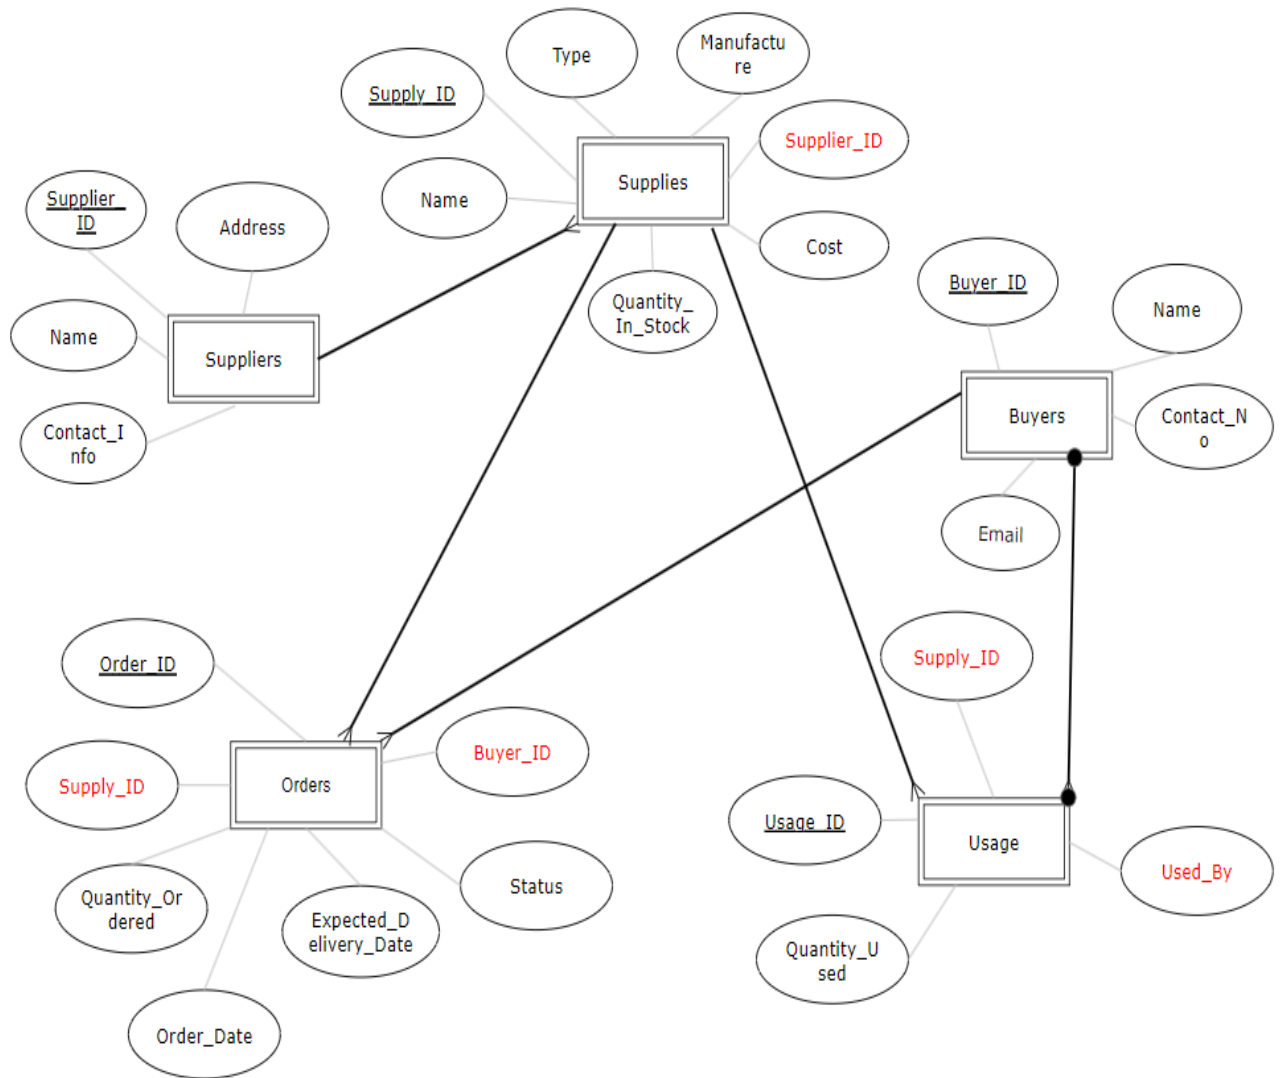 Type
Manufactu
re
Supply_ID
Supplier_ID
Supplies
Name
Cost
Quantity_
In_Stock
Supplier_
ID
Address
Name
Suppliers
Contact_I
nfo
Buyer_ID
Name
Buyers
Contact_N
o
Email
Order_ID
Supply_ID
Buyer_ID
Orders
Quantity_Or
dered
Expected_D
elivery_Date
Status
Order_Date
Supply_ID
Usage_ID
Usage
Used_By
Quantity_U
sed